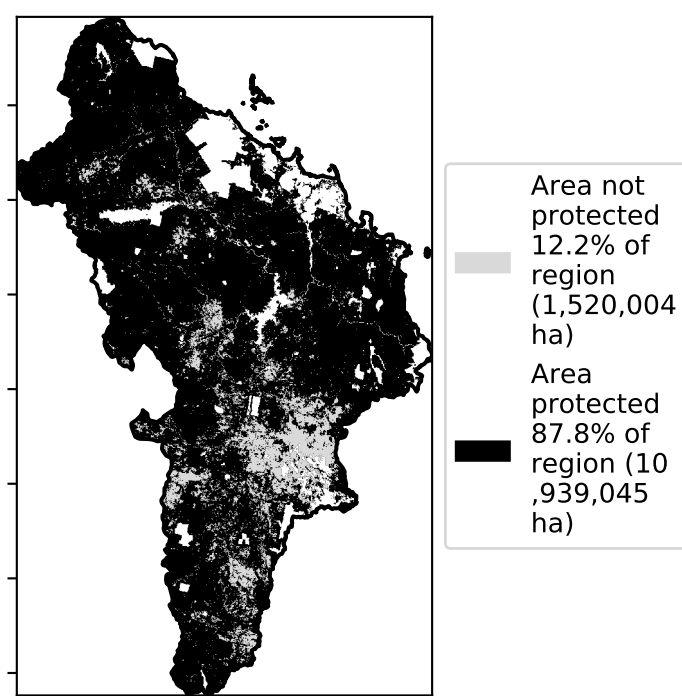 Area not
protected
12.2% of
region
(1,520,004
ha)
Area
protected
87.8% of
region (10
,939,045
ha)